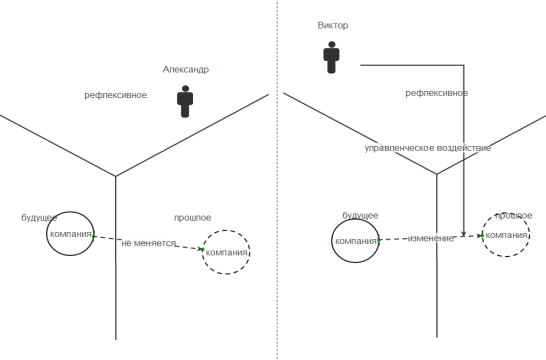 Александр
рефлексивное
будущее
прошлое
компания
не меняется
компания
Виктор
рефлексивное
управленческое воздействие
будущее
прошлое
компания
изменение
компания